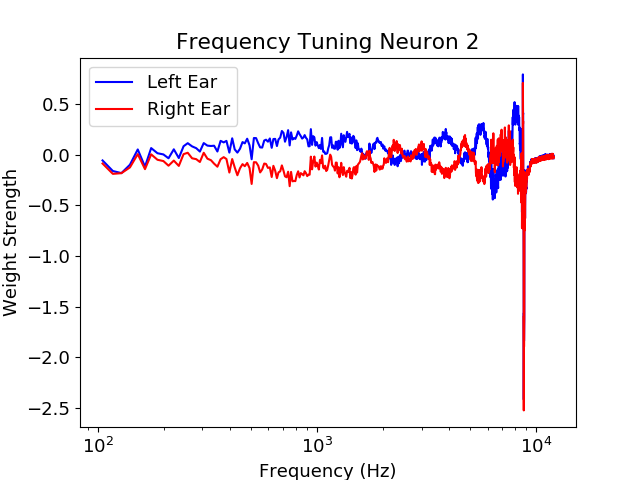 Frequency Tuning Neuron 2
Left Ear
Right Ear
Weight Strength
0.5
0.0
−0.5
−1.0
−1.5
−2.0
−2.5
10²
10³
10⁴
Frequency (Hz)